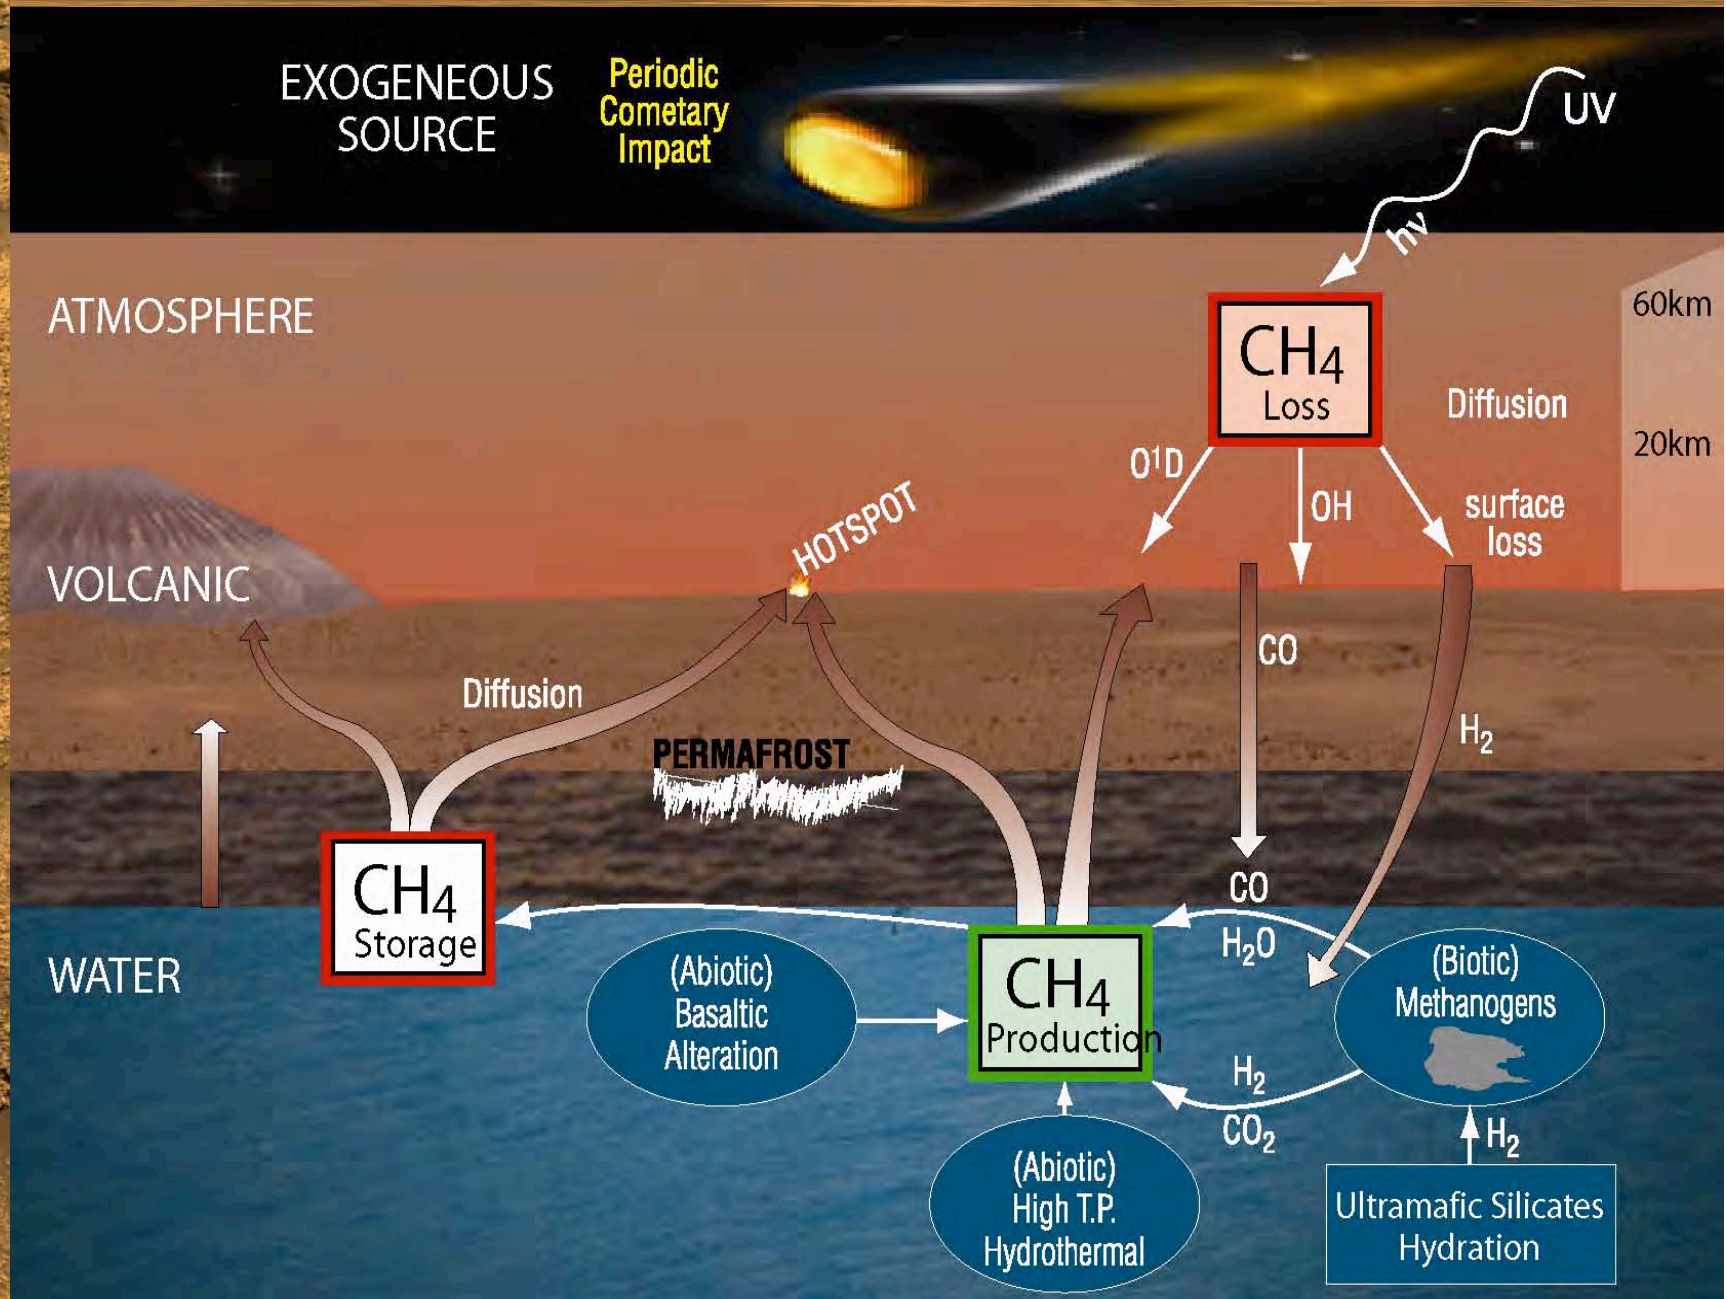 EXOGENEOUS
SOURCE
Periodic
Cometary
Impact
UV
hν
ATMOSPHERE
60km
CH₄
Loss
Diffusion
20km
O¹D
OH
surface
loss
HOTSPOT
VOLCANIC
CO
Diffusion
H₂
PERMAFROST
CH₄
Storage
CO
H₂O
WATER
(Abiotic)
Basaltic
Alteration
CH₄
Production
(Biotic)
Methanogens
H₂
CO₂
H₂
(Abiotic)
High T.P.
Hydrothermal
Ultramafic Silicates
Hydration